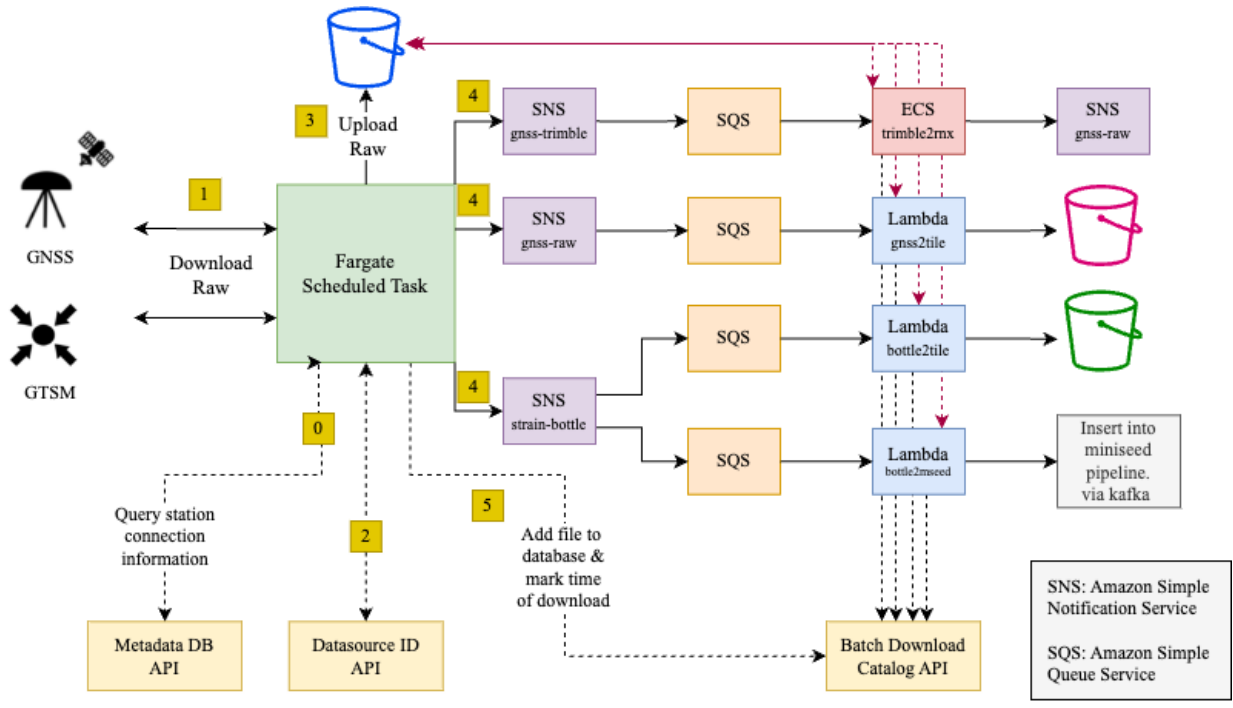 3
Upload
Raw
4
SNS
gnss-trimble
SQS
ECS
trimble2rnx
SNS
gnss-raw
GNSS
1
Download
Raw
Fargate
Scheduled Task
4
SNS
gnss-raw
SQS
Lambda
gnss2tile
GTSM
SQS
Lambda
bottle2tile
4
SNS
strain-bottle
SQS
Lambda
bottle2mseed
Insert into
miniseed
pipeline.
via kafka
0
Query station
connection
information
2
5
Add file to
database &
mark time
of download
Metadata DB
API
Datasource ID
API
Batch Download
Catalog API
SNS: Amazon Simple
Notification Service
SQS: Amazon Simple
Queue Service